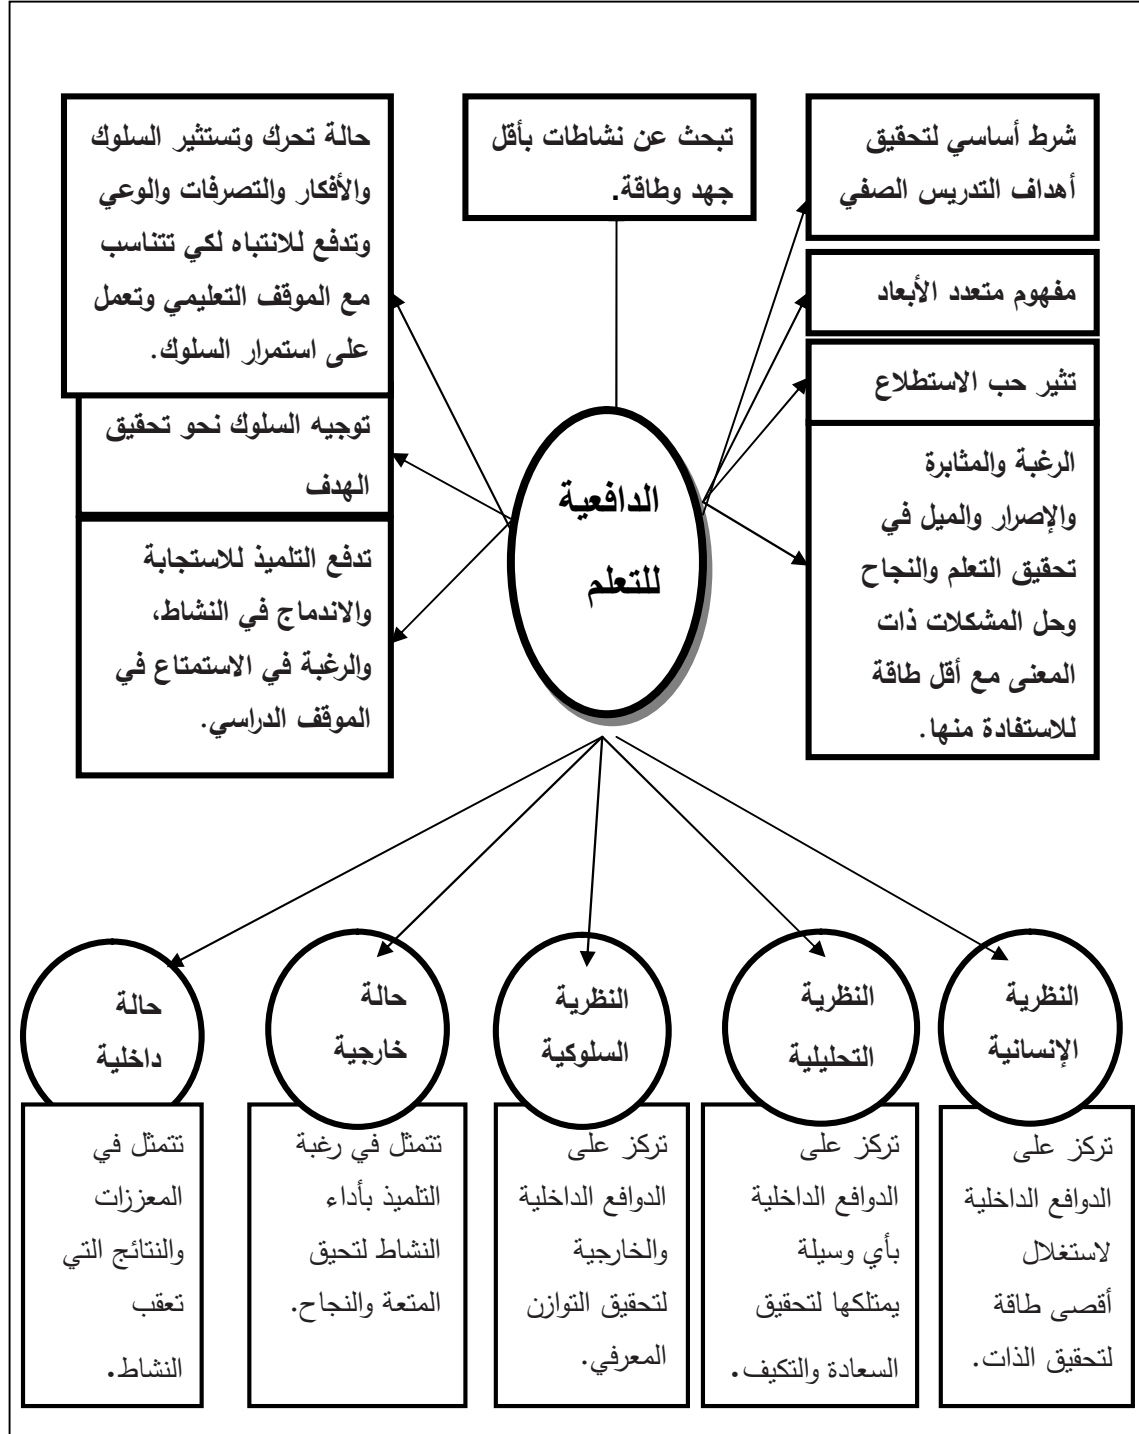 شرط أساسي لتحقيق
أهداف التدريس الصفي
مفهوم متعدد الأبعاد
تثير حب الاستطلاع
الرغبة والمثابرة
والإصرار والميل في
تحقيق التعلم والنجاح
وحل المشكلات ذات
المعنى مع أقل طاقة
للاستفادة منها.
تبحث عن نشاطات بأقل
جهد وطاقة.
حالة تحرك وتستثير السلوك
والأفكار والتصرفات والوعي
وتدفع للانتباه لكي تتناسب
مع الموقف التعليمي وتعمل
على استمرار السلوك.
توجيه السلوك نحو تحقيق
الهدف
تدفع التلميذ للاستجابة
والاندماج في النشاط،
والرغبة في الاستمتاع في
الموقف الدراسي.
الدافعية
للتعلم
النظرية
الإنسانية
تركز على
الدوافع الداخلية
لاستغلال
أقصى طاقة
لتحقيق الذات.
النظرية
التحليلية
تركز على
الدوافع الداخلية
بأي وسيلة
يمتلكها لتحقيق
السعادة والتكيف.
النظرية
السلوكية
تركز على
الدوافع الداخلية
والخارجية
لتحقيق التوازن
المعرفي.
حالة
خارجية
تتمثل في رغبة
التلميذ بأداء
النشاط لتحيق
المتعة والنجاح.
حالة
داخلية
تتمثل في
المعززات
والنتائج التي
تعقب
النشاط.